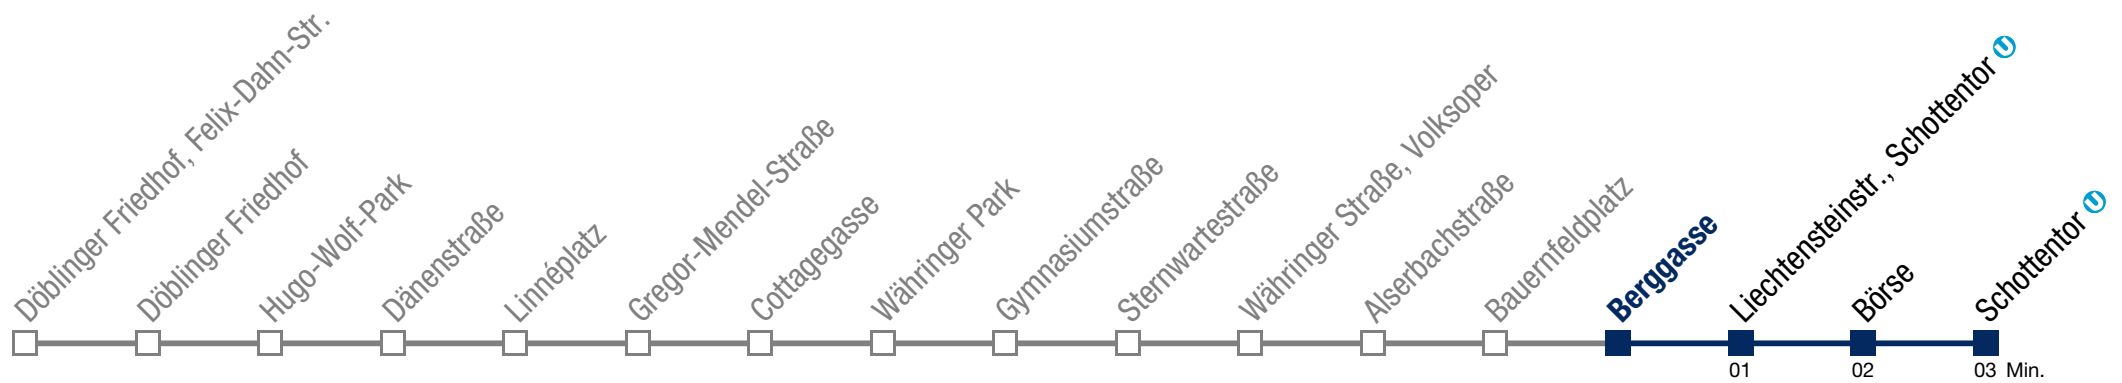 Döblinger Friedhof, Felix-Dahn-Str.
Döblinger Friedhof
Hugo-Wolf-Park
Dänenstraße
Linnéplatz
Gregor-Mendel-Straße
Cottagegasse
Währinger Park
Gymnasiumstraße
Sternwartestraße
Währinger Straße, Volksoper
Alserbachstraße
Bauernfeldplatz
Berggasse
Liechtensteinstr., Schottentor U
Börse
Schottentor U
01 02 03 Min.